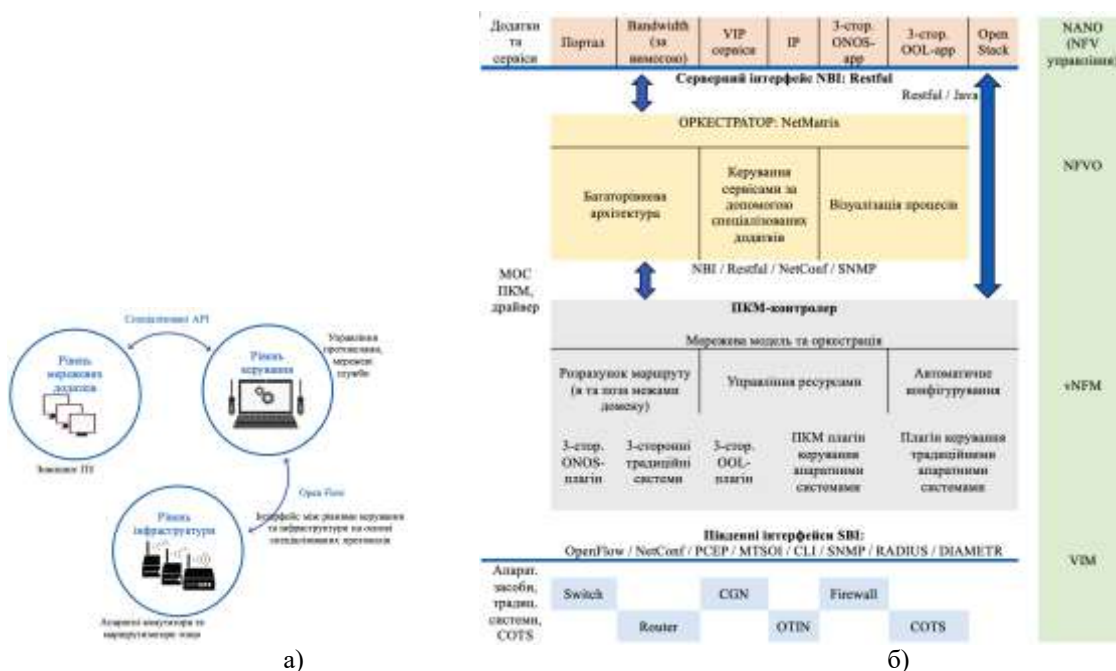 Спеціалізовані API
Рівень
мережових
додатків
Рівень
керування
Управління
протоколами,
мережеві
служби
Зовнішнє ПЗ
Open Flow
Інтерфейс між рівнями керування
та інфраструктури на основі
спеціалізованих протоколів
Рівень
інфраструктури
Апаратні комутатори та
маршрутизатори
а)
Додатки
та
сервіси
Портал
Bandwidth
(за
вимогою)
VIP
сервіси
IP
3-стор.
ONOS-
app
3-стор.
OOL-app
Open
Stack
NANO
(NFV
управління)
Серверний інтерфейс NBI: Restful
Restful / Java
ОРКЕСТРАТОР: NetMatrix
Багаторівнева
архітектура
Керування
сервісами за
допомогою
спеціалізованих
додатків
Візуалізація процесів
NFVO
NBI / Restful / NetConf / SNMP
МОС
ПКМ,
драйвер
ПКМ-контролер
Мережева модель та оркестрація
Розрахунок маршруту
(в та поза межами
домену)
Управління ресурсами
Автоматичне
конфігурування
vNFM
3-стор.
ONOS-
плагін
3-сторонні
традиційні
системи
3-стор.
OOL-
плагін
ПКМ плагін
керування
апаратними
системами
Плагін керування
традиційними
апаратними
системами
Південні інтерфейси SBI:
OpenFlow / NetConf / PCEP / MTSOI / CLI / SNMP / RADIUS / DIAMETR
VIM
Апарат.
засоби,
традиц.
системи,
COTS
Switch
CGN
Firewall
Router
OTIN
COTS
б)